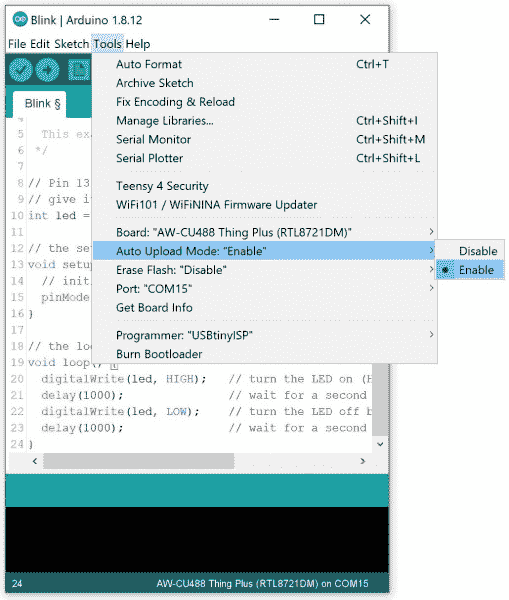 Blink | Arduino 1.8.12
File Edit Sketch Tools Help
Auto Format Ctrl+T
Archive Sketch
Fix Encoding & Reload
Manage Libraries... Ctrl+Shift+I
Serial Monitor Ctrl+Shift+M
Serial Plotter Ctrl+Shift+L
Teensy 4 Security
WiFi101 / WiFiNINA Firmware Updater
Board: "AW-CU488 Thing Plus (RTL8721DM)"
Auto Upload Mode: "Enable"
Disable
Enable
Erase Flash: "Disable"
Port: "COM15"
Get Board Info
Programmer: "USBtinyISP"
Burn Bootloader
Blink §
4
5 This exa
6 */
7
8 // Pin 13
9 // give i
10 int led =
11
12 // the se
13 void setup
14 // init
15 pinMode
16 }
17
18 // the lo
19 void loop() {
20 digitalWrite(led, HIGH); // turn the LED on (H
21 delay(1000); // wait for a second
22 digitalWrite(led, LOW); // turn the LED off b
23 delay(1000); // wait for a second
24 }
24 AW-CU488 Thing Plus (RTL8721DM) on COM15